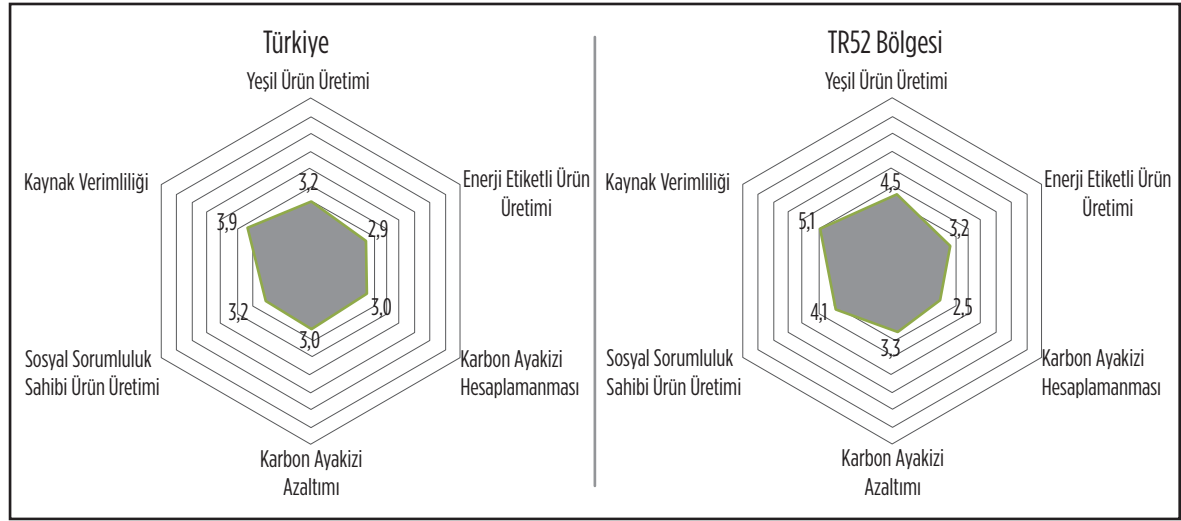 Türkiye
Yeşil Ürün Üretimi
Kaynak Verimliliği
Enerji Etiketli Ürün
Üretimi
3,2
3,9
2,9
3,2
3,0
3,0
Sosyal Sorumluluk
Sahibi Ürün Üretimi
Karbon Ayakizi
Hesaplamanması
Karbon Ayakizi
Azaltımı
TR52 Bölgesi
Yeşil Ürün Üretimi
Kaynak Verimliliği
Enerji Etiketli Ürün
Üretimi
4,5
5,1
3,2
4,1
2,5
3,3
Sosyal Sorumluluk
Sahibi Ürün Üretimi
Karbon Ayakizi
Hesaplamanması
Karbon Ayakizi
Azaltımı